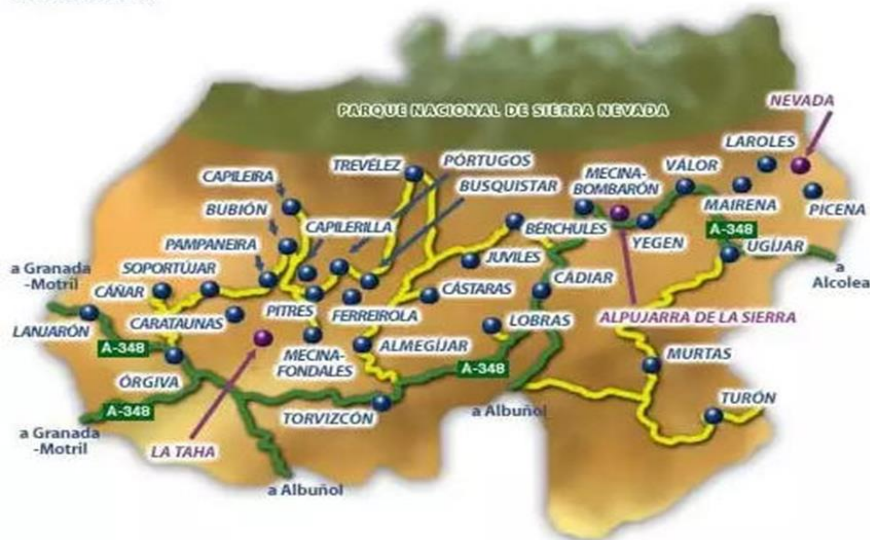 PARQUE NACIONAL DE SIERRA NEVADA
NEVADA
LAROLES
TREVÉLEZ
PÓRTUGOS
MECINA-
BOMBARÓN
VÁLOR
CAPILEIRA
BUSQUISTAR
MAIRENA
PICENA
BUBIÓN
CAPILERILLA
BÉRCHULES
YEGEN
A-348
UGÍJAR
PAMPANEIRA
JUVILES
a Granada
-Motril
SOPORTÚJAR
CÁDIAR
a
Alcolea
CÁÑAR
CÁSTARAS
LANJARÓN
CARATAUNAS
PITRES
FERREIROLA
LOBRAS
ALPUJARRA DE LA SIERRA
A-348
MECINA-
FONDALES
ALMEGÍJAR
MURTAS
ÓRGIVA
A-348
A-348
TORVIZCÓN
a Albuñol
TURÓN
a Granada
-Motril
LA TAHA
a Albuñol